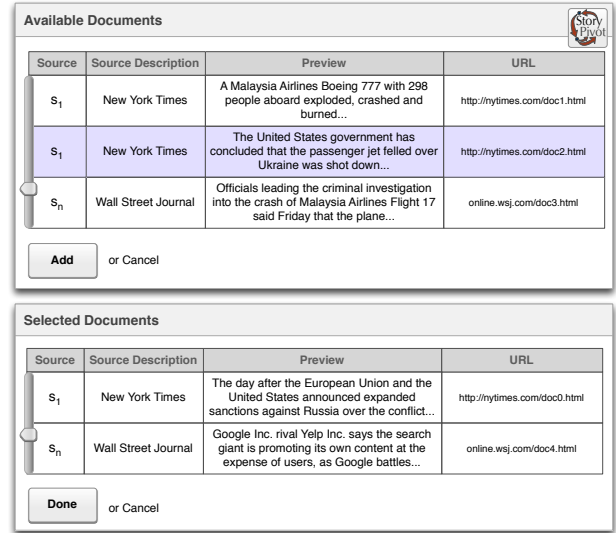 Available Documents
Story
Pivot
Source Source Description Preview URL
S1 New York Times A Malaysia Airlines Boeing 777 with 298
people aboard exploded, crashed and
burned... http://nytimes.com/doc1.html
S1 New York Times The United States government has
concluded that the passenger jet felled over
Ukraine was shot down... http://nytimes.com/doc2.html
Sn Wall Street Journal Officials leading the criminal investigation
into the crash of Malaysia Airlines Flight 17
said Friday that the plane... online.wsj.com/doc3.html
Add or Cancel
Selected Documents
Source Source Description Preview URL
S1 New York Times The day after the European Union and the
United States announced expanded
sanctions against Russia over the conflict... http://nytimes.com/doc0.html
Sn Wall Street Journal Google Inc. rival Yelp Inc. says the search
giant is promoting its own content at the
expense of users, as Google battles... online.wsj.com/doc4.html
Done or Cancel